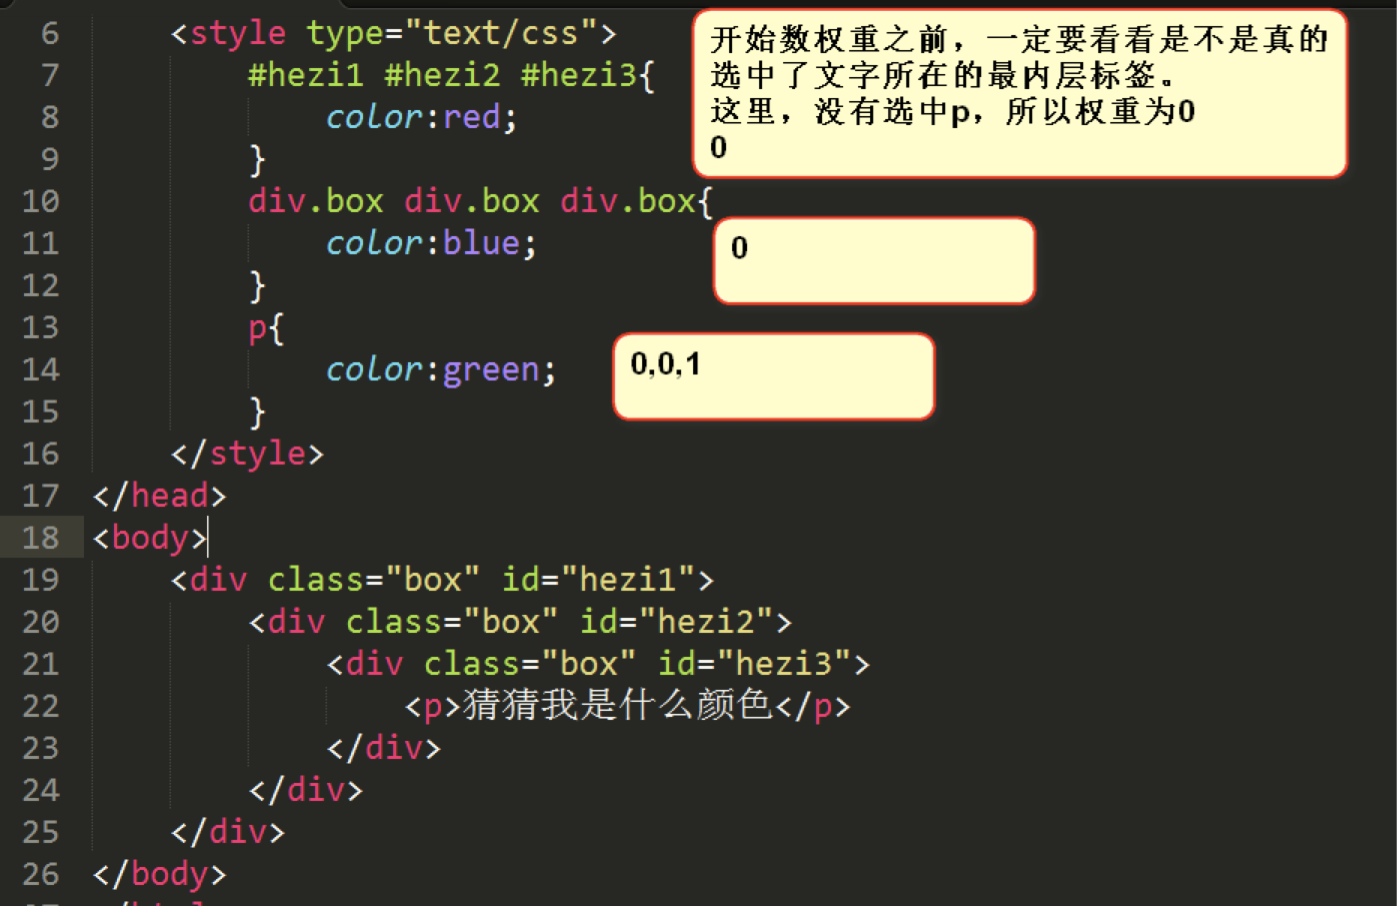 6 <style type="text/css">
7 #hezi1 #hezi2 #hezi3{
8 color:red;
9 }
10 div.box div.box div.box{
11 color:blue;
12 }
13 p{
14 color:green;
15 }
16 </style>
17 </head>
18 <body>
19 <div class="box" id="hezi1">
20 <div class="box" id="hezi2">
21 <div class="box" id="hezi3">
22 <p>猜猜我是什么颜色</p>
23 </div>
24 </div>
25 </div>
26 </body>
开始数权重之前，一定要看看是不是真的
选中了文字所在的最内层标签。
这里，没有选中p，所以权重为0
0
0
0,0,1